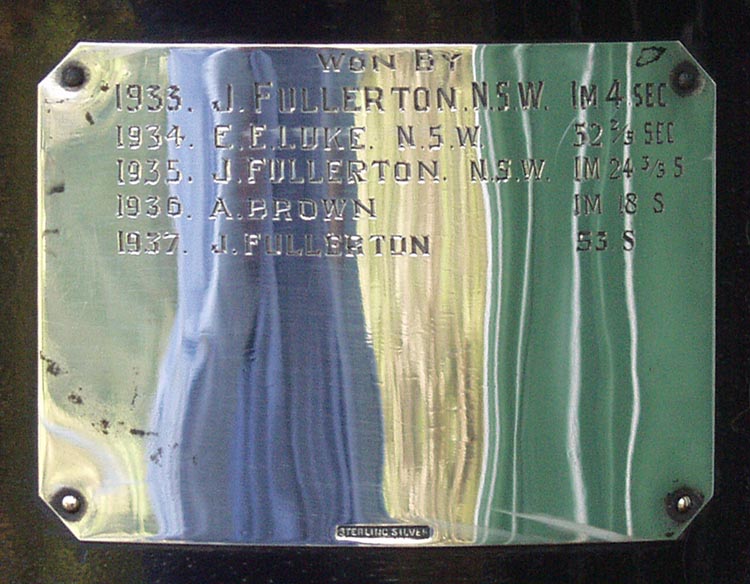 WON BY
1933. J. FULLERTON. N.S.W. 1M 4 SEC
1934. E. E. LUKE. N.S.W. 52 3/5 SEC
1935. J. FULLERTON. N.S.W. 1M 24 3/5 S
1936. A. BROWN 1M 18 S
1937. J. FULLERTON 53 S
STERLING SILVER